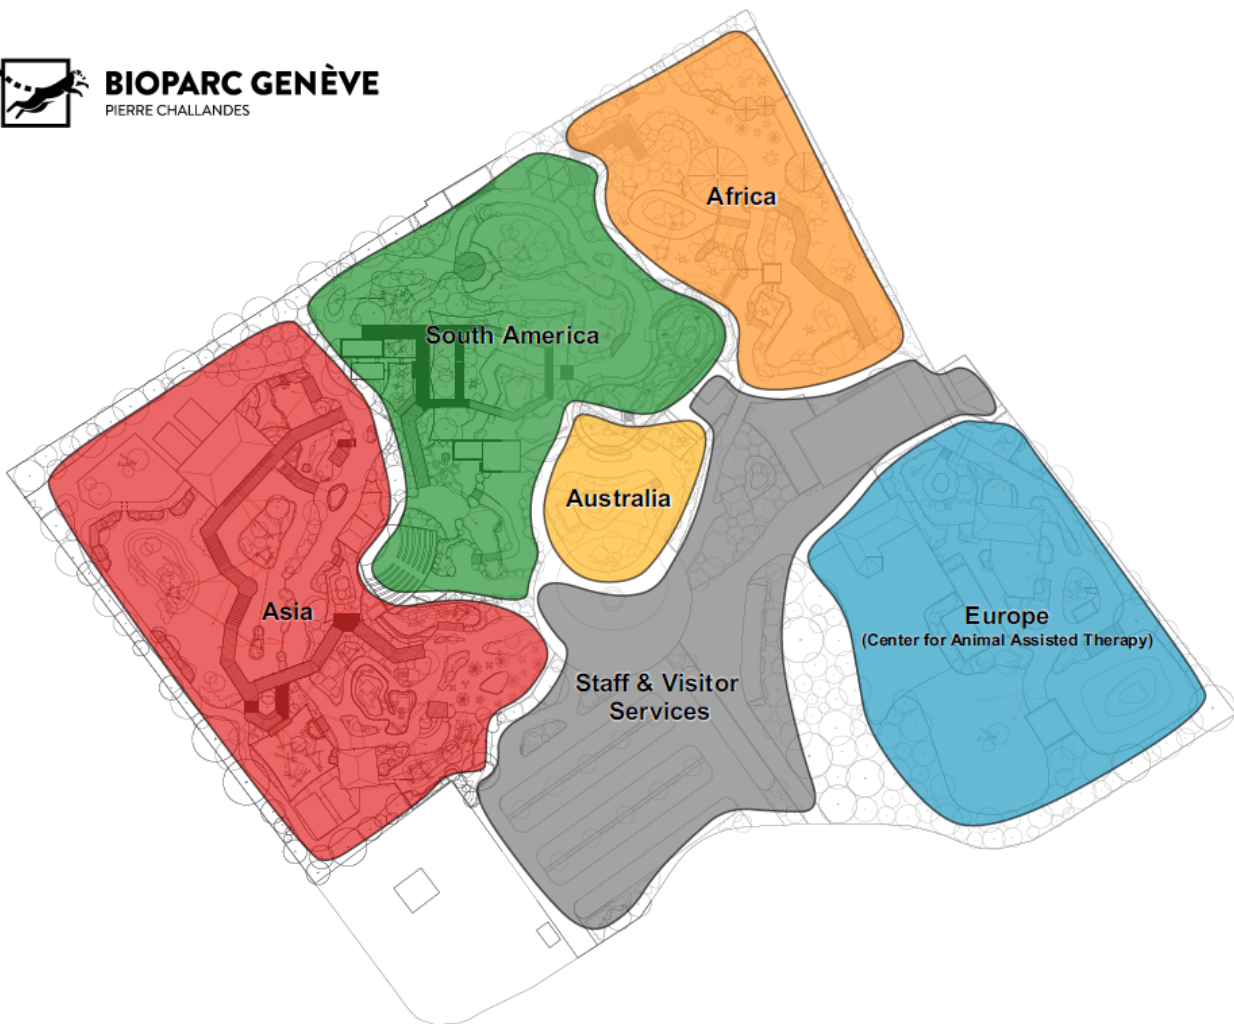 BIOPARC GENÈVE
PIERRE CHALLANDES
Africa
South America
Australia
Asia
Europe
(Center for Animal Assisted Therapy)
Staff & Visitor
Services